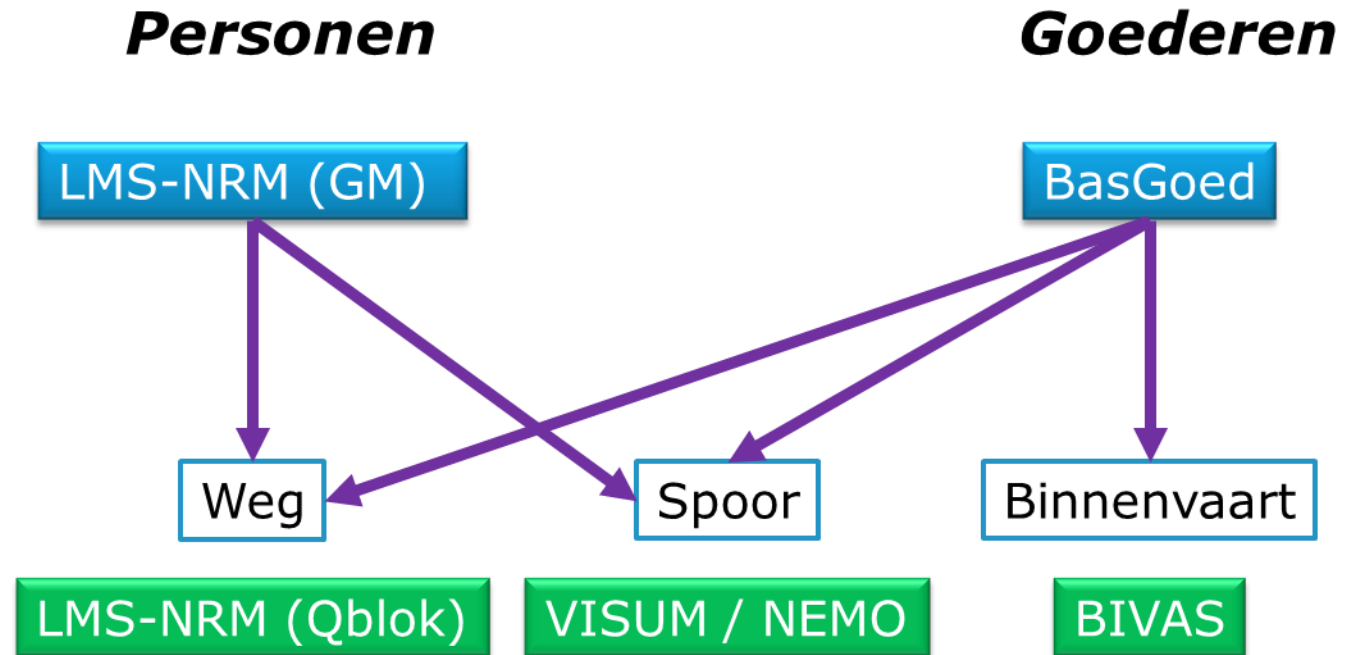 Personen
Goederen
LMS-NRM (GM)
BasGoed
Weg
Spoor
Binnenvaart
LMS-NRM (Qblok)
VISUM / NEMO
BIVAS